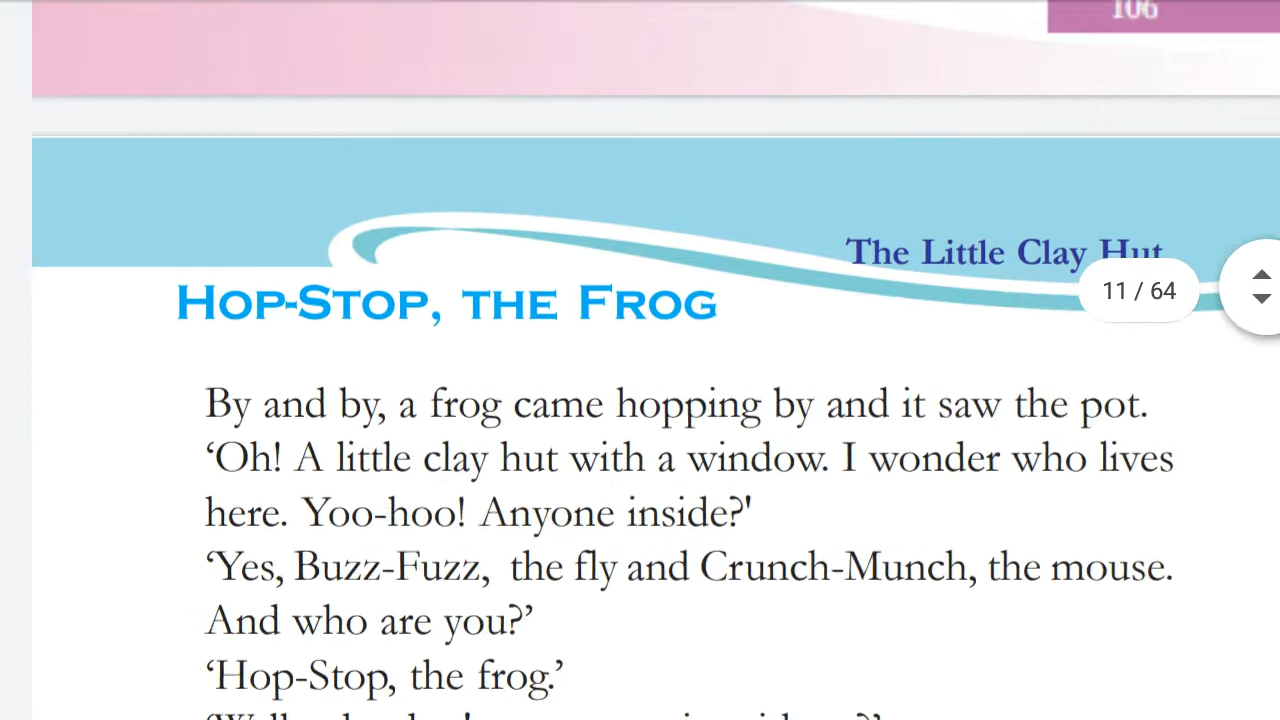 106
The Little Clay Hut
11 / 64
HOP-STOP, THE FROG
By and by, a frog came hopping by and it saw the pot.
‘Oh! A little clay hut with a window. I wonder who lives
here. Yoo-hoo! Anyone inside?'
‘Yes, Buzz-Fuzz,  the fly and Crunch-Munch, the mouse.
And who are you?’
‘Hop-Stop, the frog.’